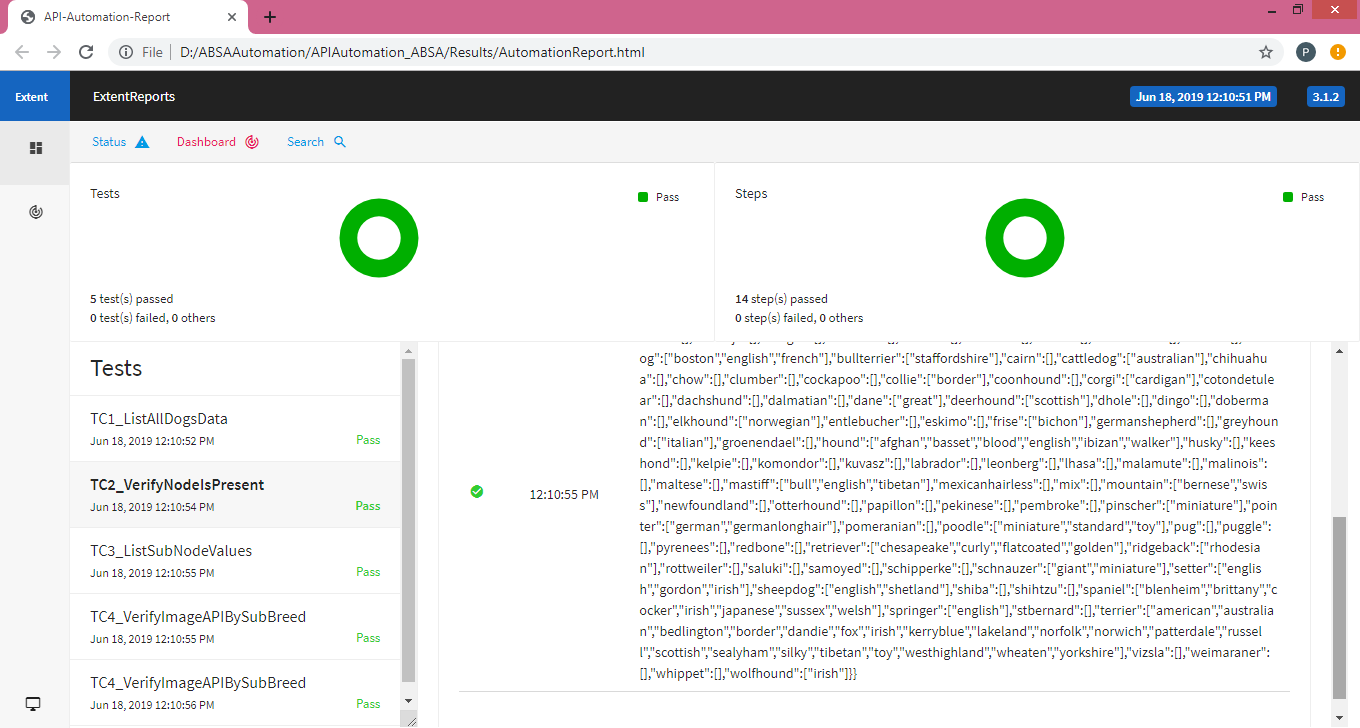 API-Automation-Report
File
D:/ABSAAutomation/APIAutomation_ABSA/Results/AutomationReport.html
P
Extent
ExtentReports
Jun 18, 2019 12:10:51 PM
3.1.2
Status
Dashboard
Search
Tests
Pass
5 test(s) passed
0 test(s) failed, 0 others
Steps
Pass
14 step(s) passed
0 step(s) failed, 0 others
Tests
TC1_ListAllDogsData
Jun 18, 2019 12:10:52 PM
Pass
TC2_VerifyNodeIsPresent
Jun 18, 2019 12:10:54 PM
Pass
TC3_ListSubNodeValues
Jun 18, 2019 12:10:55 PM
Pass
TC4_VerifyImageAPIBySubBreed
Jun 18, 2019 12:10:55 PM
Pass
TC4_VerifyImageAPIBySubBreed
Jun 18, 2019 12:10:56 PM
Pass
12:10:55 PM
og":["boston","english","french"],"bullterrier":["staffordshire"],"cairn":[],"cattledog":["australian"],"chihuahu
a":[],"chow":[],"clumber":[],"cockapoo":[],"collie":["border"],"coonhound":[],"corgi":["cardigan"],"cotondetule
ar":[],"dachshund":[],"dalmatian":[],"dane":["great"],"deerhound":["scottish"],"dhole":[],"dingo":[],"doberma
n":[],"elkhound":["norwegian"],"entlebucher":[],"eskimo":[],"frise":["bichon"],"germanshepherd":[],"greyhoun
d":["italian"],"groenendael":[],"hound":["afghan","basset","blood","english","ibizan","walker"],"husky":[],"kees
hond":[],"kelpie":[],"komondor":[],"kuvasz":[],"labrador":[],"leonberg":[],"lhasa":[],"malamute":[],"malinois":
[],"maltese":[],"mastiff":["bull","english","tibetan"],"mexicanhairless":[],"mix":[],"mountain":["bernese","swis
s"],"newfoundland":[],"otterhound":[],"papillon":[],"pekinese":[],"pembroke":[],"pinscher":["miniature"],"poin
ter":["german","germanlonghair"],"pomeranian":[],"poodle":["miniature","standard","toy"],"pug":[],"puggle":
[],"pyrenees":[],"redbone":[],"retriever":["chesapeake","curly","flatcoated","golden"],"ridgeback":["rhodesia
n"],"rottweiler":[],"saluki":[],"samoyed":[],"schipperke":[],"schnauzer":["giant","miniature"],"setter":["englis
h","gordon","irish"],"sheepdog":["english","shetland"],"shiba":[],"shihtzu":[],"spaniel":["blenheim","brittany","c
ocker","irish","japanese","sussex","welsh"],"springer":["english"],"stbernard":[],"terrier":["american","australia
n","bedlington","border","dandie","fox","irish","kerryblue","lakeland","norfolk","norwich","patterdale","russel
l","scottish","sealyham","silky","tibetan","toy","westhighland","wheaten","yorkshire"],"vizsla":[],"weimaraner":
[],"whippet":[],"wolfhound":["irish"]}}